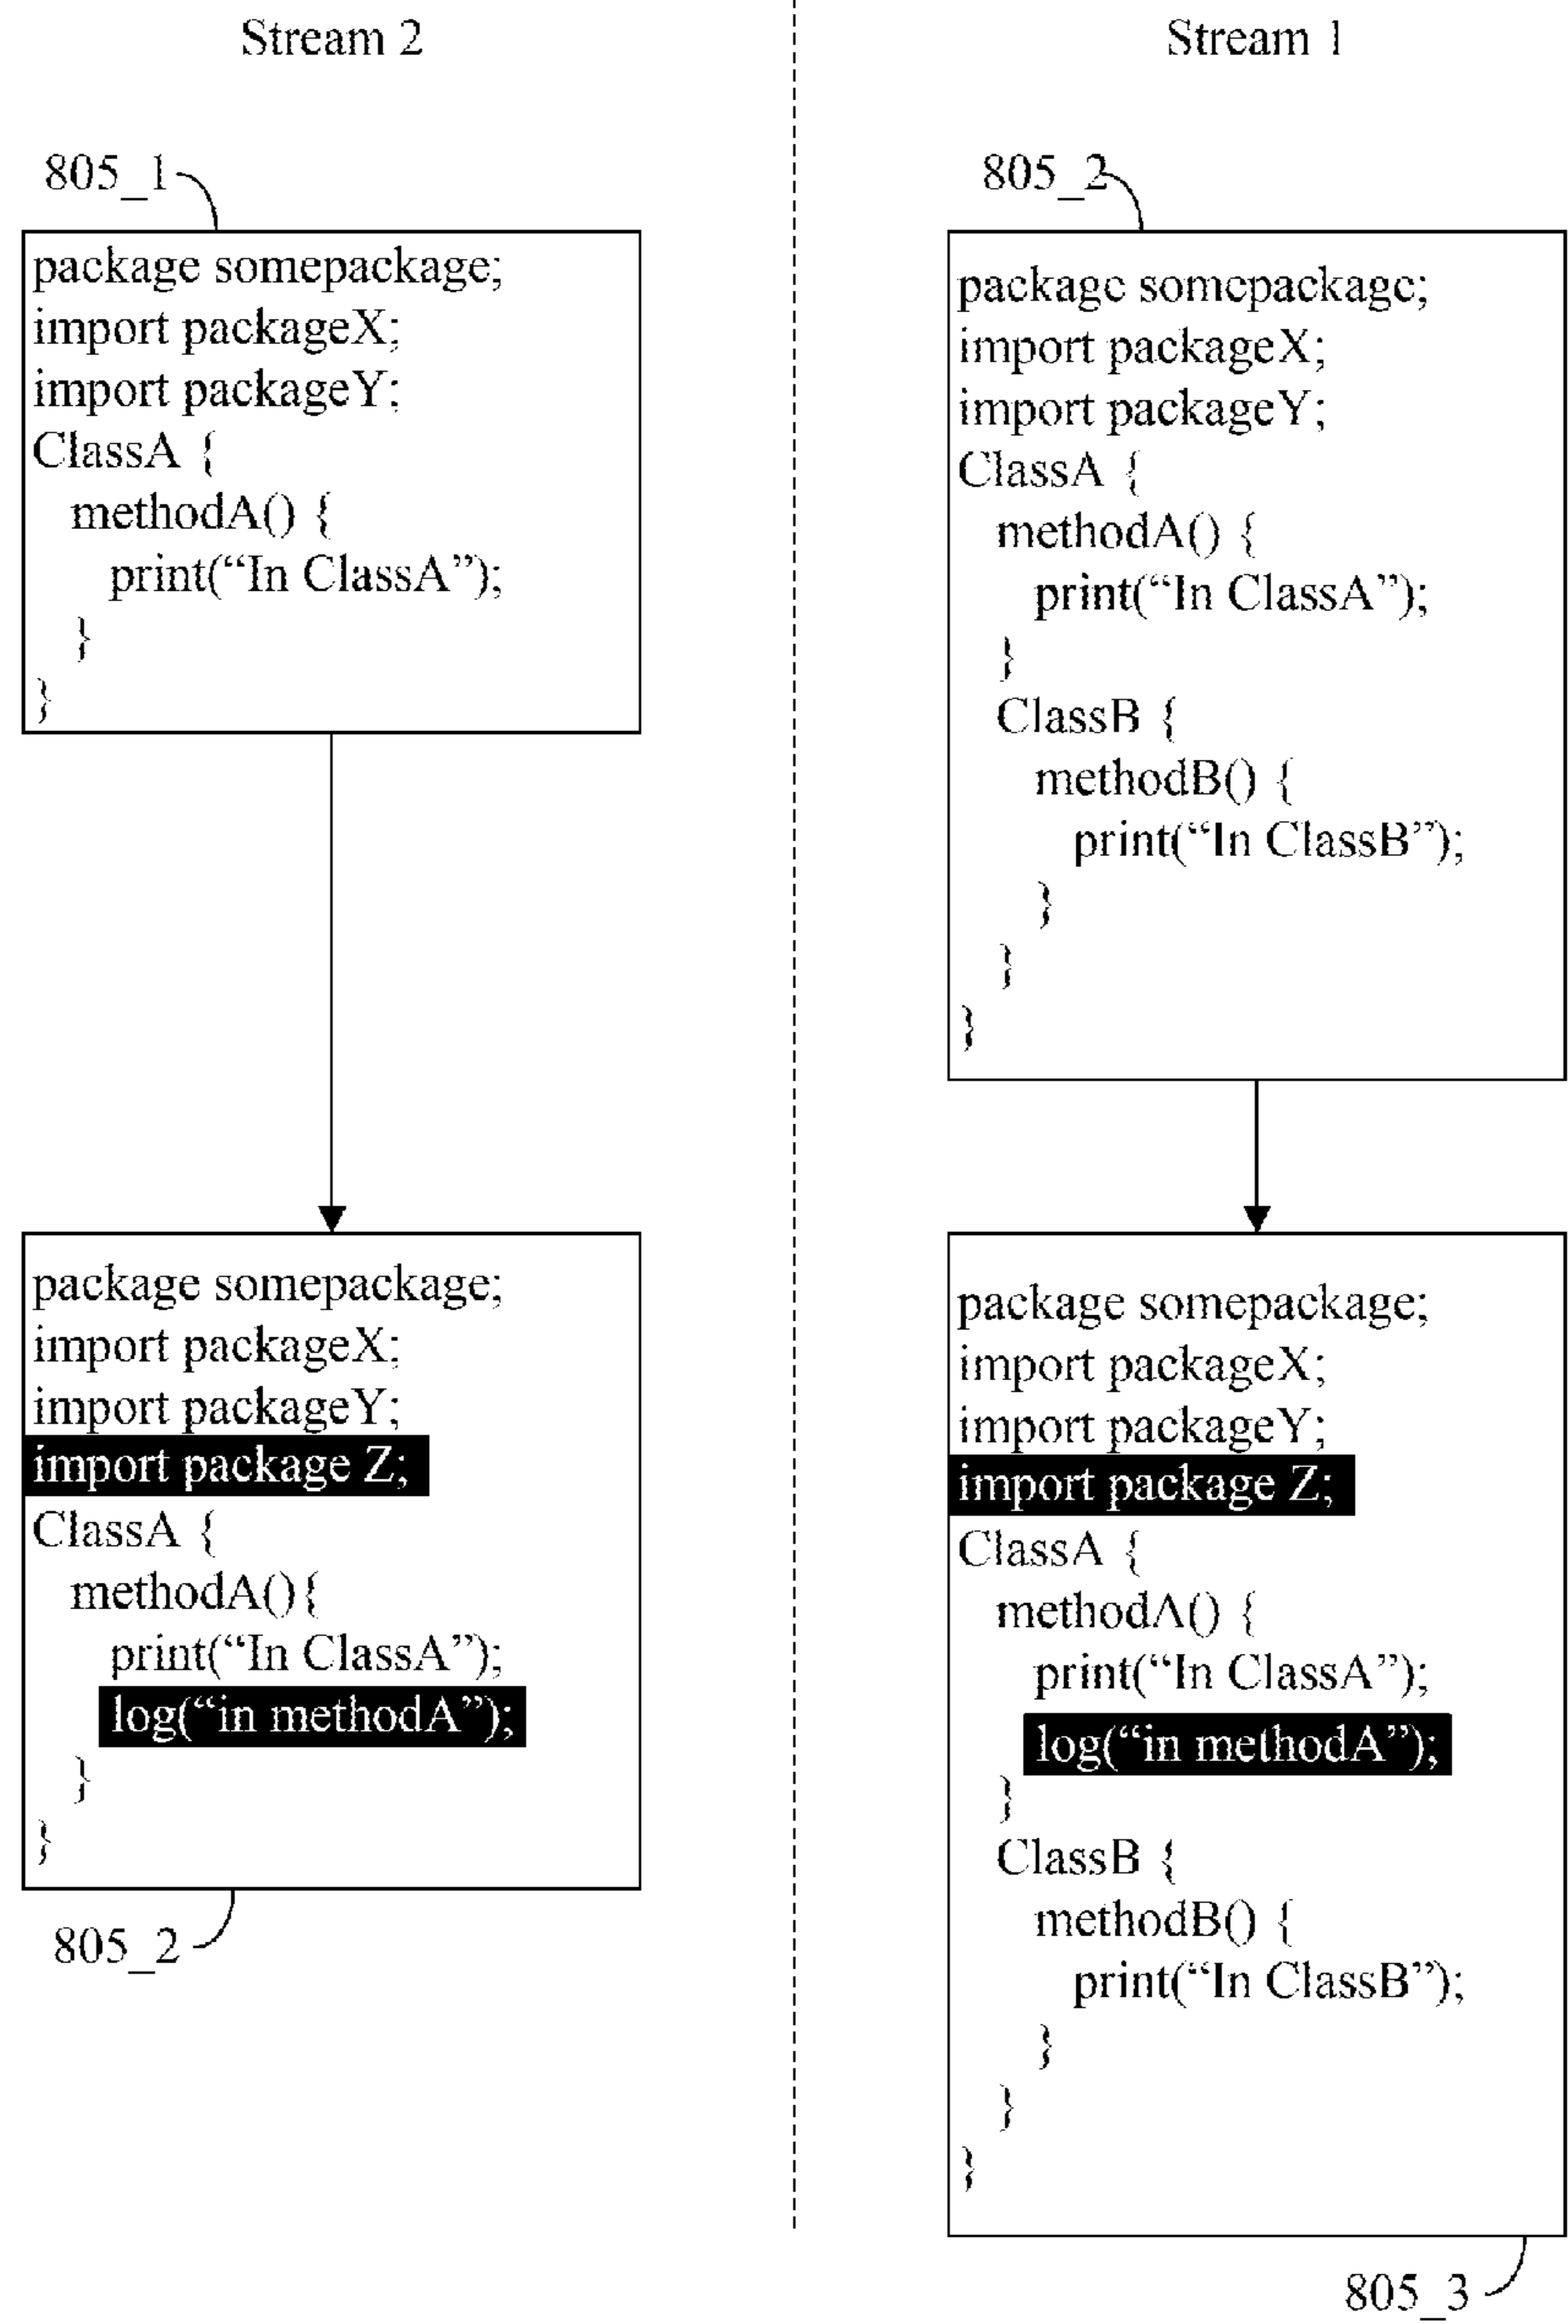 Stream 2
805_1
package somepackage;
import packageX;
import packageY;
ClassA {
methodA() {
print(“In ClassA”);
}
}
package somepackage;
import packageX;
import packageY;
import package Z;
ClassA {
methodA(){
print(“In ClassA”);
log(“in methodA”);
}
}
805_2
Stream 1
805_2
package somepackage;
import packageX;
import packageY;
ClassA {
methodA() {
print(“In ClassA”);
}
ClassB {
methodB() {
print(“In ClassB”);
}
}
}
package somepackage;
import packageX;
import packageY;
import package Z;
ClassA {
methodA() {
print(“In ClassA”);
log(“in methodA”);
}
ClassB {
methodB() {
print(“In ClassB”);
}
}
}
805_3